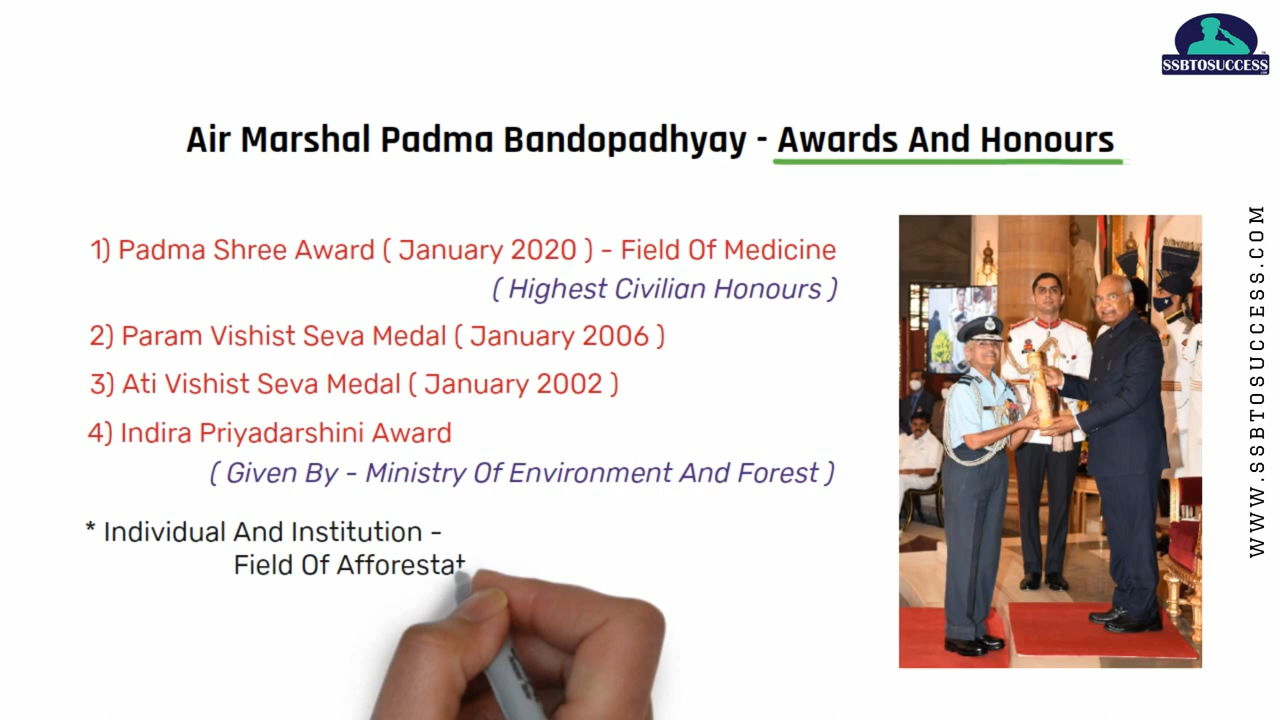 SSBTOSUCCESS
Air Marshal Padma Bandopadhyay - Awards And Honours
1) Padma Shree Award ( January 2020 ) - Field Of Medicine
( Highest Civilian Honours )
2) Param Vishist Seva Medal ( January 2006 )
3) Ati Vishist Seva Medal ( January 2002 )
4) Indira Priyadarshini Award
( Given By - Ministry Of Environment And Forest )
* Individual And Institution -
Field Of Afforestat
WWW.SSBTOSUCCESS.COM